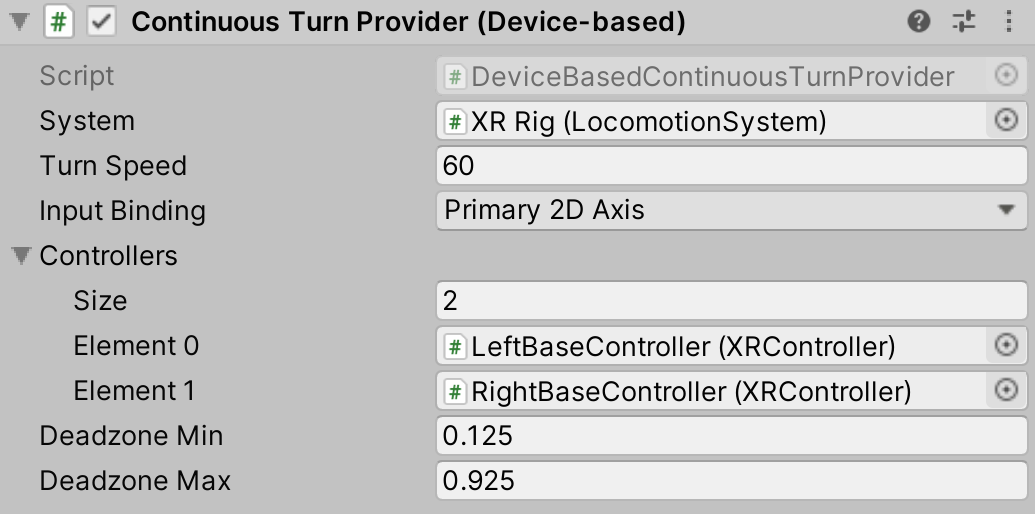 # Continuous Turn Provider (Device-based) ?
Script # DeviceBasedContinuousTurnProvider
System # XR Rig (LocomotionSystem)
Turn Speed 60
Input Binding Primary 2D Axis
Controllers
Size 2
Element 0 # LeftBaseController (XRController)
Element 1 # RightBaseController (XRController)
Deadzone Min 0.125
Deadzone Max 0.925